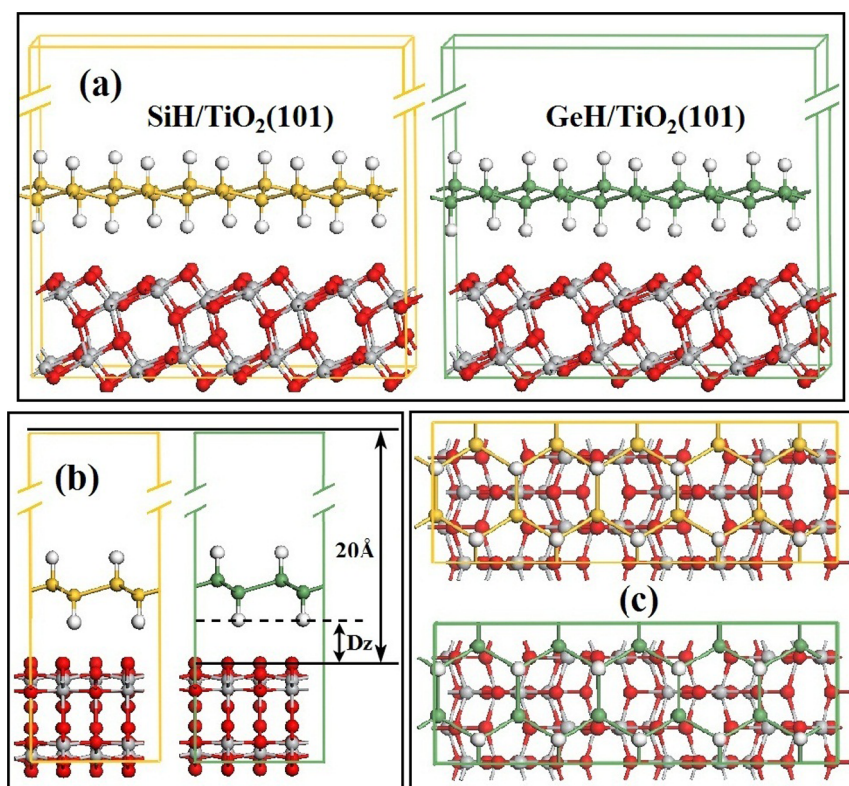 (a)
SiH/TiO₂(101)
GeH/TiO₂(101)
(b)
20Å
Dz
(c)